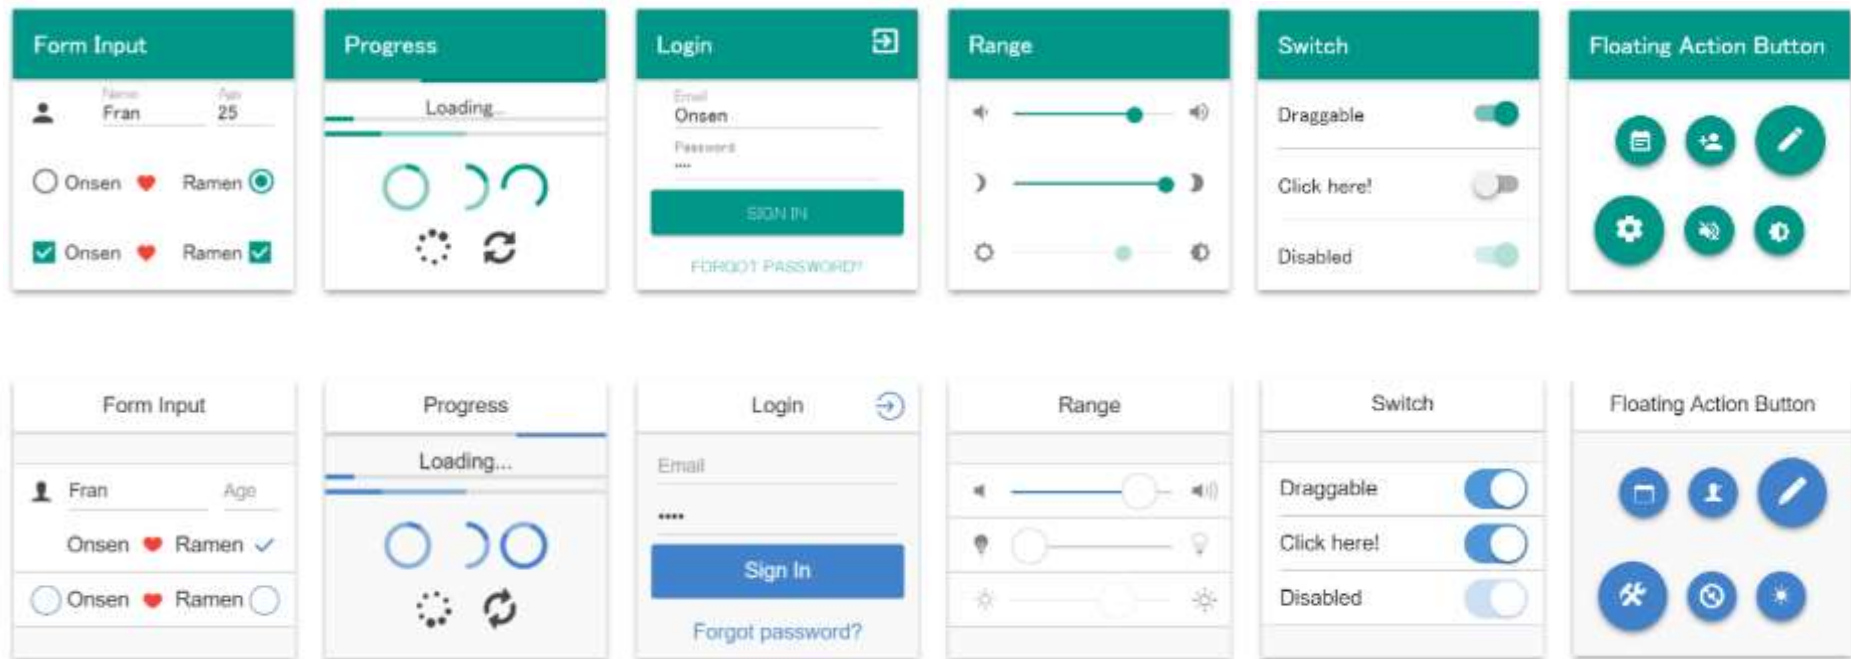 Form Input
Name Age
Fran 25
Onsen Ramen
Onsen Ramen
Progress
Loading...
Login
Email
Onsen
Password
••••
SIGN IN
FORGOT PASSWORD?
Range
Switch
Draggable
Click here!
Disabled
Floating Action Button
Form Input
Fran Age
Onsen Ramen
Onsen Ramen
Progress
Loading...
Login
Email
••••
Sign In
Forgot password?
Range
Switch
Draggable
Click here!
Disabled
Floating Action Button